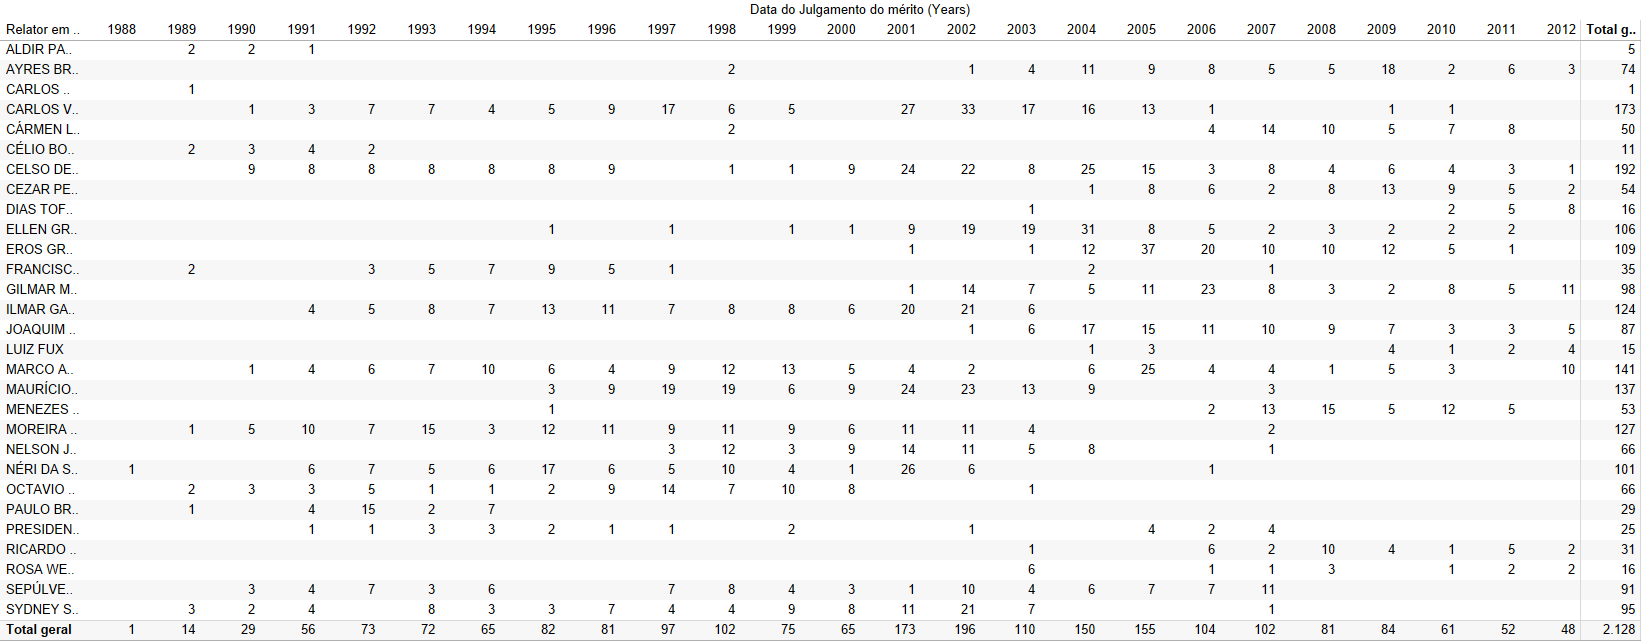 Data do Julgamento do mérito (Years)
Relator em .. 1988 1989 1990 1991 1992 1993 1994 1995 1996 1997 1998 1999 2000 2001 2002 2003 2004 2005 2006 2007 2008 2009 2010 2011 2012 Total g..
ALDIR PA.. 2 2 1 5
AYRES BR.. 2 1 4 11 9 8 5 5 18 2 6 3 74
CARLOS .. 1 1
CARLOS V.. 1 3 7 7 4 5 9 17 6 5 27 33 17 16 13 1 1 1 173
CÁRMEN L.. 2 4 14 10 5 7 8 50
CÉLIO BO.. 2 3 4 2 11
CELSO DE.. 9 8 8 8 8 8 9 1 1 9 24 22 8 25 15 3 8 4 6 4 3 1 192
CEZAR PE.. 1 8 6 2 8 13 9 5 2 54
DIAS TOF.. 1 2 5 8 16
ELLEN GR.. 1 1 1 1 9 19 19 31 8 5 2 3 2 2 2 106
EROS GR.. 1 1 12 37 20 10 10 12 5 1 109
FRANCISC.. 2 3 5 7 9 5 1 2 1 35
GILMAR M.. 1 14 7 5 11 23 8 3 2 8 5 11 98
ILMAR GA.. 4 5 8 7 13 11 7 8 8 6 20 21 6 124
JOAQUIM .. 1 6 17 15 11 10 9 7 3 3 5 87
LUIZ FUX 1 3 4 1 2 4 15
MARCO A.. 1 4 6 7 10 6 4 9 12 13 5 4 2 6 25 4 4 1 5 3 10 141
MAURÍCIO.. 3 9 19 19 6 9 24 23 13 9 3 137
MENEZES .. 1 2 13 15 5 12 5 53
MOREIRA .. 1 5 10 7 15 3 12 11 9 11 9 6 11 11 4 2 127
NELSON J.. 3 12 3 9 14 11 5 8 1 66
NÉRI DA S.. 1 6 7 5 6 17 6 5 10 4 1 26 6 1 101
OCTAVIO .. 2 3 3 5 1 1 2 9 14 7 10 8 1 66
PAULO BR.. 1 4 15 2 7 29
PRESIDEN.. 1 1 3 3 2 1 1 2 1 4 2 4 25
RICARDO .. 1 6 2 10 4 1 5 2 31
ROSA WE.. 6 1 1 3 1 2 2 16
SEPÚLVE.. 3 4 7 3 6 7 8 4 3 1 10 4 6 7 7 11 91
SYDNEY S.. 3 2 4 8 3 3 7 4 4 9 8 11 21 7 1 95
Total geral 1 14 29 56 73 72 65 82 81 97 102 75 65 173 196 110 150 155 104 102 81 84 61 52 48 2.128